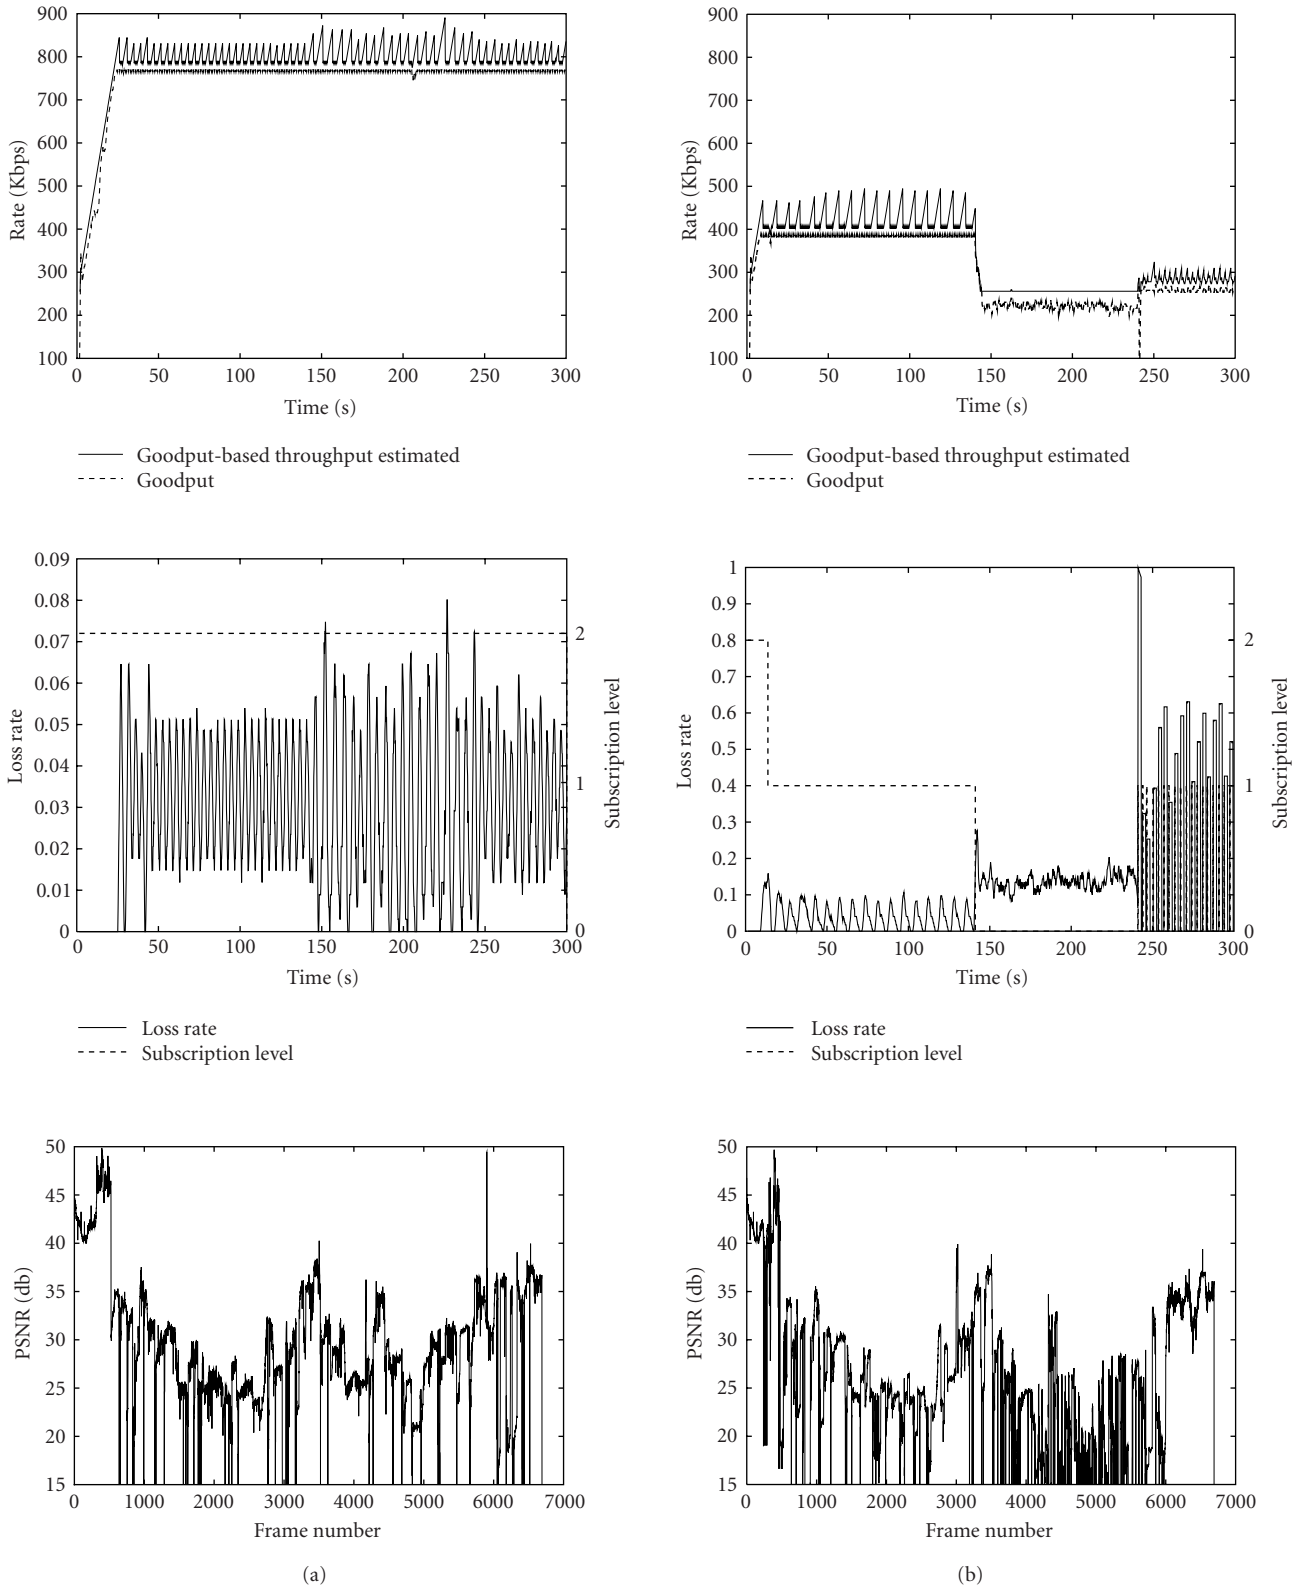 900
800
700
600
500
400
300
200
100
0 50 100 150 200 250 300
Rate (Kbps)
Time (s)
Goodput-based throughput estimated
Goodput
900
800
700
600
500
400
300
200
100
0 50 100 150 200 250 300
Rate (Kbps)
Time (s)
Goodput-based throughput estimated
Goodput
0.09
0.08
0.07
0.06
0.05
0.04
0.03
0.02
0.01
0
0 50 100 150 200 250 300
2
1
0
Loss rate
Subscription level
Time (s)
Loss rate
Subscription level
1
0.9
0.8
0.7
0.6
0.5
0.4
0.3
0.2
0.1
0
0 50 100 150 200 250 300
2
1
0
Loss rate
Subscription level
Time (s)
Loss rate
Subscription level
50
45
40
35
30
25
20
15
0 1000 2000 3000 4000 5000 6000 7000
PSNR (db)
Frame number
(a)
50
45
40
35
30
25
20
15
0 1000 2000 3000 4000 5000 6000 7000
PSNR (db)
Frame number
(b)